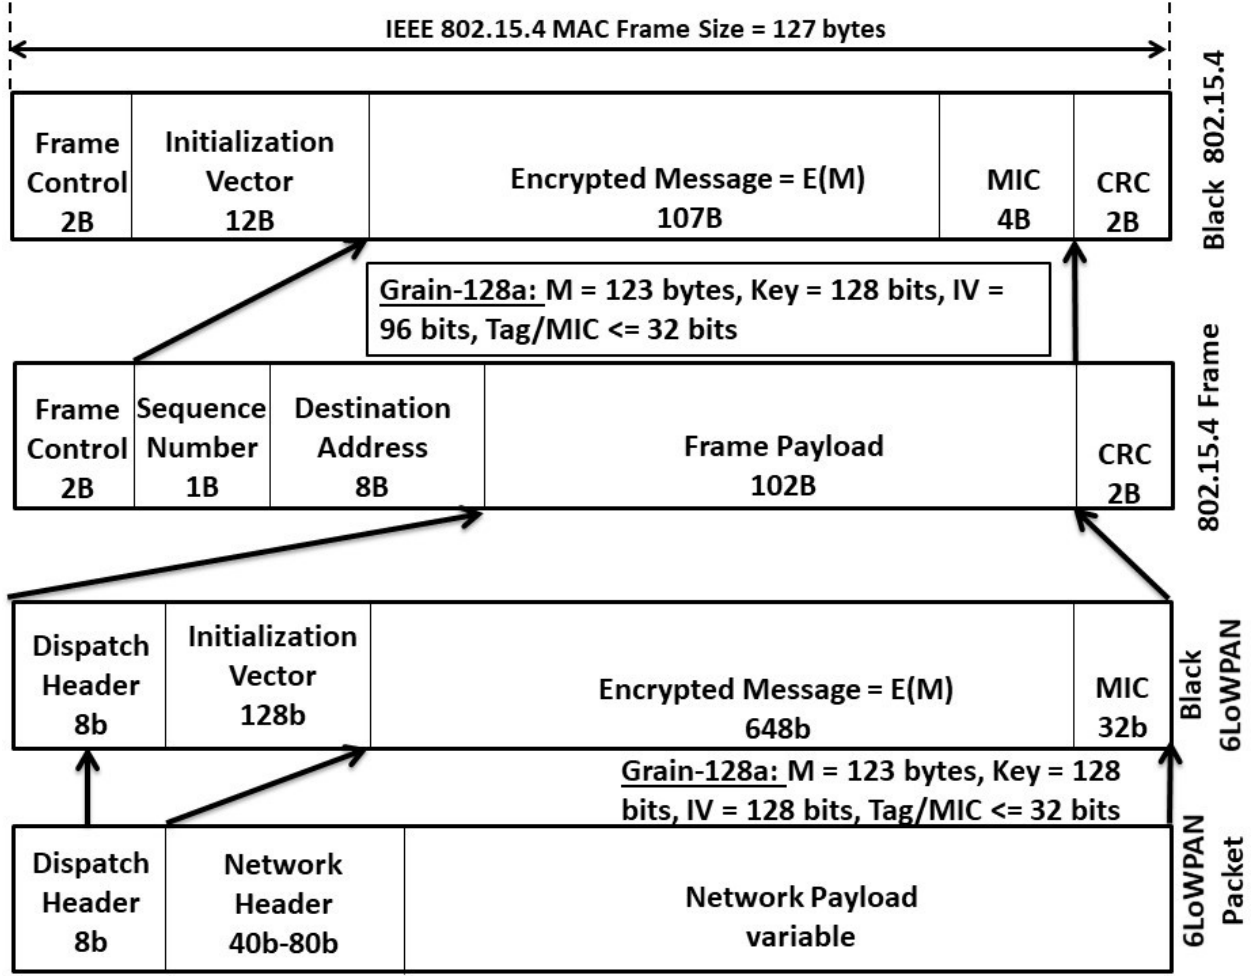 IEEE 802.15.4 MAC Frame Size = 127 bytes
Frame
Control
2B
Initialization
Vector
12B
Encrypted Message = E(M)
107B
MIC
4B
CRC
2B
Black 802.15.4
Grain-128a: M = 123 bytes, Key = 128 bits, IV =
96 bits, Tag/MIC <= 32 bits
Frame
Control
2B
Sequence
Number
1B
Destination
Address
8B
Frame Payload
102B
CRC
2B
802.15.4 Frame
Dispatch
Header
8b
Initialization
Vector
128b
Encrypted Message = E(M)
648b
MIC
32b
Black
6LoWPAN
Grain-128a: M = 123 bytes, Key = 128
bits, IV = 128 bits, Tag/MIC <= 32 bits
Dispatch
Header
8b
Network
Header
40b-80b
Network Payload
variable
6LoWPAN
Packet